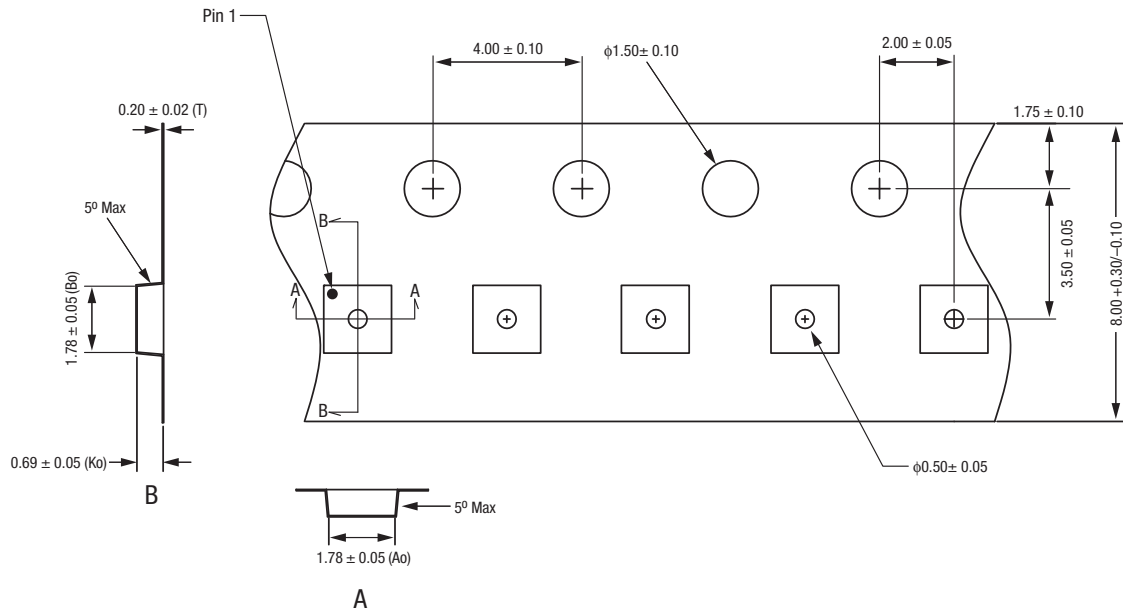 Pin 1
4.00 ± 0.10
ϕ1.50± 0.10
2.00 ± 0.05
0.20 ± 0.02 (T)
1.75 ± 0.10
5º Max
B
3.50 ± 0.05
8.00 +0.30/–0.10
1.78 ± 0.05 (Bo)
A
A
B
0.69 ± 0.05 (Ko)
ϕ0.50± 0.05
B
5º Max
1.78 ± 0.05 (Ao)
A